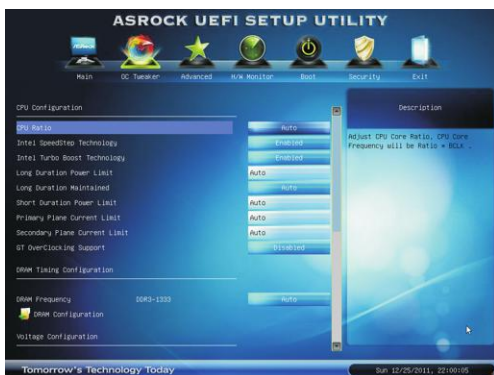 ASROCK UEFI SETUP UTILITY
Main OC Tweaker Advanced H/W Monitor Boot Security Exit
CPU Configuration
Description
CPU Ratio Auto
Adjust CPU Core Ratio, CPU Core
Frequency will be Ratio * BCLK .
Intel SpeedStep Technology Enabled
Intel Turbo Boost Technology Enabled
Long Duration Power Limit Auto
Long Duration Maintained Auto
Short Duration Power Limit Auto
Primary Plane Current Limit Auto
Secondary Plane Current Limit Auto
GT OverClocking Support Disabled
DRAM Timing Configuration
DRAM Frequency DDR3-1333 Auto
DRAM Configuration
Voltage Configuration
Tomorrow's Technology Today Sun 12/25/2011, 22:00:05